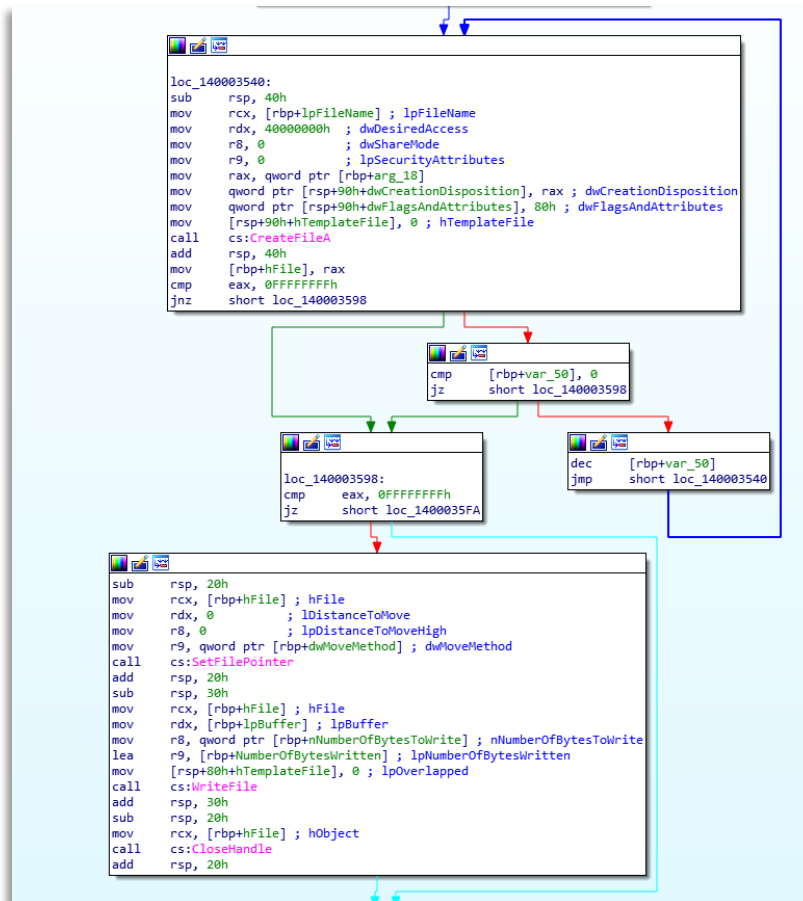 loc_140003540:
sub rsp, 40h
mov rcx, [rbp+lpFileName] ; lpFileName
mov rdx, 40000000h ; dwDesiredAccess
mov r8, 0 ; dwShareMode
mov r9, 0 ; lpSecurityAttributes
mov rax, qword ptr [rbp+arg_18]
mov qword ptr [rsp+90h+dwCreationDisposition], rax ; dwCreationDisposition
mov qword ptr [rsp+90h+dwFlagsAndAttributes], 80h ; dwFlagsAndAttributes
mov [rsp+90h+hTemplateFile], 0 ; hTemplateFile
call cs:CreateFileA
add rsp, 40h
mov [rbp+hFile], rax
cmp eax, 0FFFFFFFFh
jnz short loc_140003598
cmp [rbp+var_50], 0
jz short loc_140003598
loc_140003598:
cmp eax, 0FFFFFFFFh
jz short loc_1400035FA
dec [rbp+var_50]
jmp short loc_140003540
sub rsp, 20h
mov rcx, [rbp+hFile] ; hFile
mov rdx, 0 ; lDistanceToMove
mov r8, 0 ; lpDistanceToMoveHigh
mov r9, qword ptr [rbp+dwMoveMethod] ; dwMoveMethod
call cs:SetFilePointer
add rsp, 20h
sub rsp, 30h
mov rcx, [rbp+hFile] ; hFile
mov rdx, [rbp+lpBuffer] ; lpBuffer
mov r8, qword ptr [rbp+nNumberOfBytesToWrite] ; nNumberOfBytesToWrite
lea r9, [rbp+NumberOfBytesWritten] ; lpNumberOfBytesWritten
mov [rsp+80h+hTemplateFile], 0 ; lpOverlapped
call cs:WriteFile
add rsp, 30h
sub rsp, 20h
mov rcx, [rbp+hFile] ; hObject
call cs:CloseHandle
add rsp, 20h